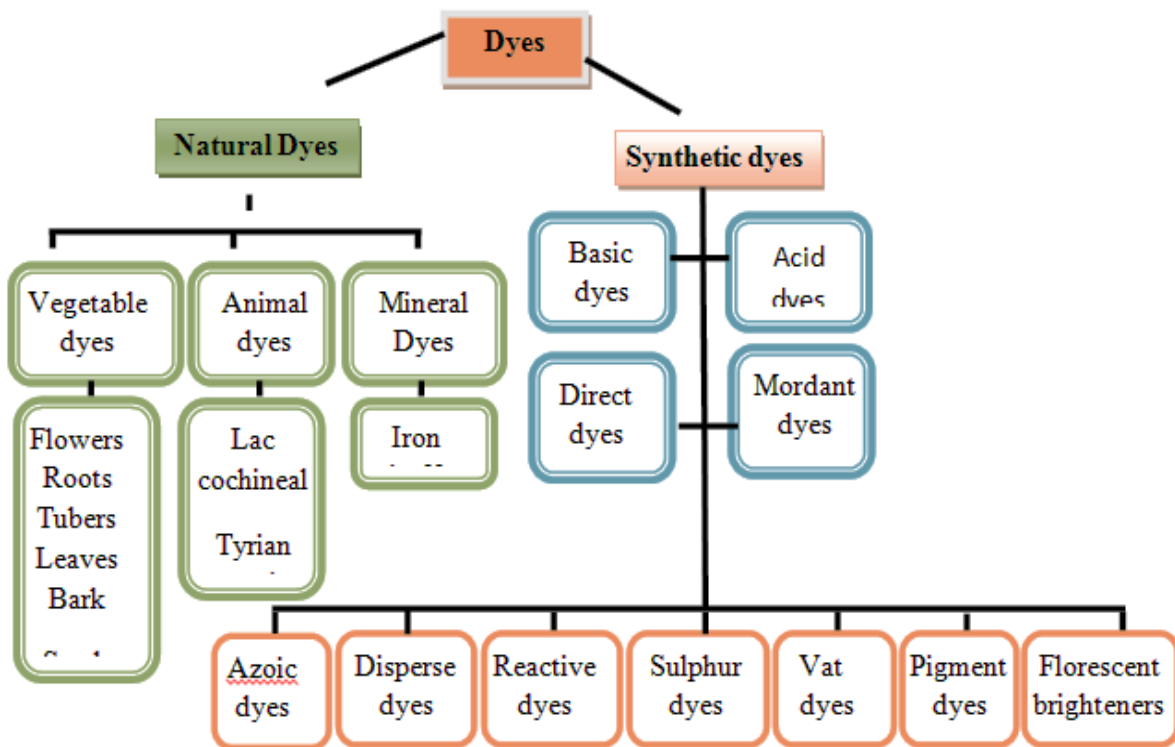 Dyes
Natural Dyes
Synthetic dyes
Vegetable
dyes
Animal
dyes
Mineral
Dyes
Flowers
Roots
Tubers
Leaves
Bark
Lac
cochineal
Tyrian
Iron
Basic
dyes
Acid
dyes
Direct
dyes
Mordant
dyes
Azoic
dyes
Disperse
dyes
Reactive
dyes
Sulphur
dyes
Vat
dyes
Pigment
dyes
Florescent
brighteners